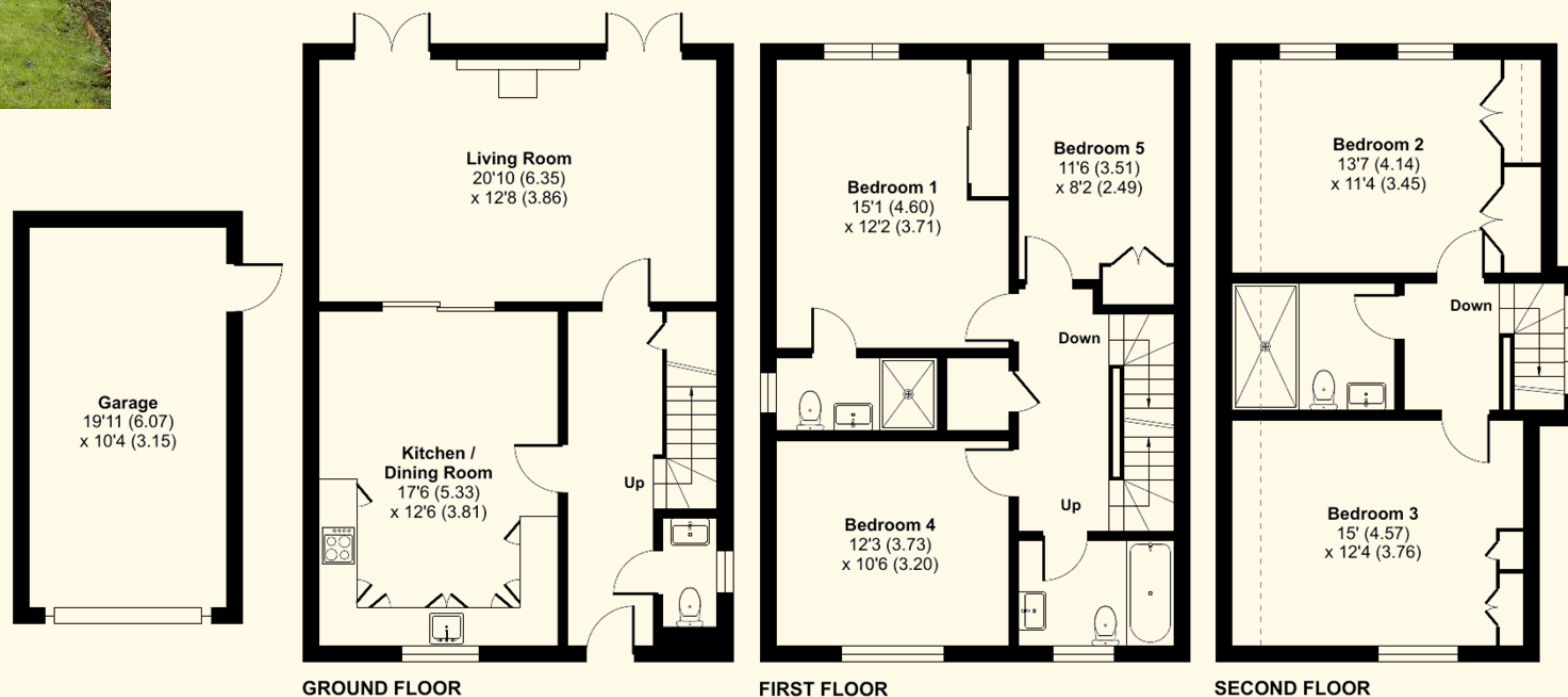 Garage
19'11 (6.07)
x 10'4 (3.15)
Living Room
20'10 (6.35)
x 12'8 (3.86)
Kitchen /
Dining Room
17'6 (5.33)
x 12'6 (3.81)
Up
GROUND FLOOR
Bedroom 1
15'1 (4.60)
x 12'2 (3.71)
Bedroom 5
11'6 (3.51)
x 8'2 (2.49)
Down
Up
Bedroom 4
12'3 (3.73)
x 10'6 (3.20)
FIRST FLOOR
Bedroom 2
13'7 (4.14)
x 11'4 (3.45)
Down
Bedroom 3
15' (4.57)
x 12'4 (3.76)
SECOND FLOOR